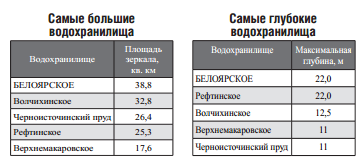 Самые большие
водохранилища
Водохранилище Площадь зеркала, кв. км
БЕЛОЯРСКОЕ 38,8
Волчихинское 32,8
Черноисточинский пруд 26,4
Рефтинское 25,3
Верхнемакаровское 17,6
Самые глубокие
водохранилища
Водохранилище Максимальная глубина, м
БЕЛОЯРСКОЕ 22,0
Рефтинское 22,0
Волчихинское 12,5
Верхнемакаровское 11
Черноисточинский пруд 11